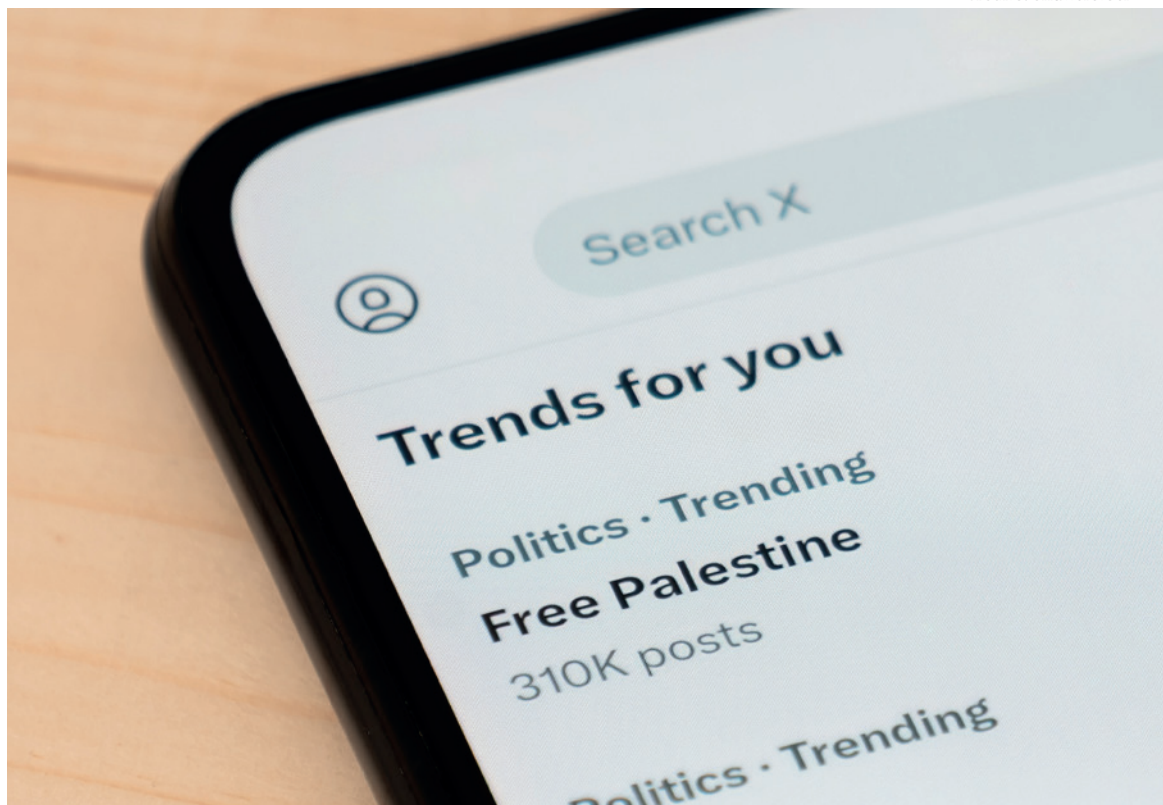 Search X
Trends for you
Politics · Trending
Free Palestine
310K posts
Politics · Trending